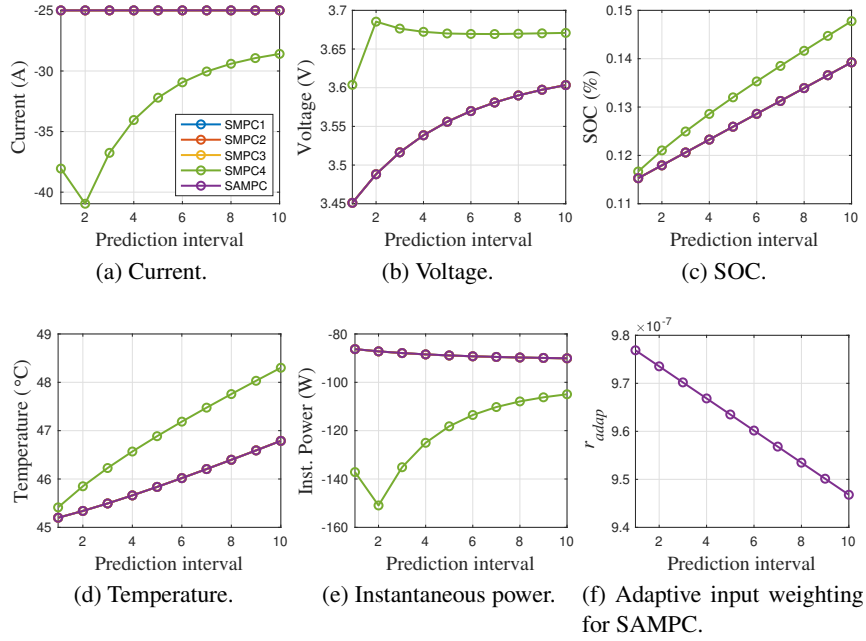 -25
-30
-35
-40
Current (A)
SMPC1
SMPC2
SMPC3
SMPC4
SAMPC
2 4 6 8 10
Prediction interval
(a) Current.
3.7
3.65
3.6
3.55
3.5
3.45
Voltage (V)
2 4 6 8 10
Prediction interval
(b) Voltage.
0.15
0.14
0.13
0.12
0.11
SOC (%)
2 4 6 8 10
Prediction interval
(c) SOC.
49
48
47
46
45
Temperature (°C)
2 4 6 8 10
Prediction interval
(d) Temperature.
-80
-100
-120
-140
-160
Inst. Power (W)
2 4 6 8 10
Prediction interval
(e) Instantaneous power.
×10⁻⁷
9.8
9.7
9.6
9.5
9.4
r_adap
2 4 6 8 10
Prediction interval
(f) Adaptive input weighting
for SAMPC.